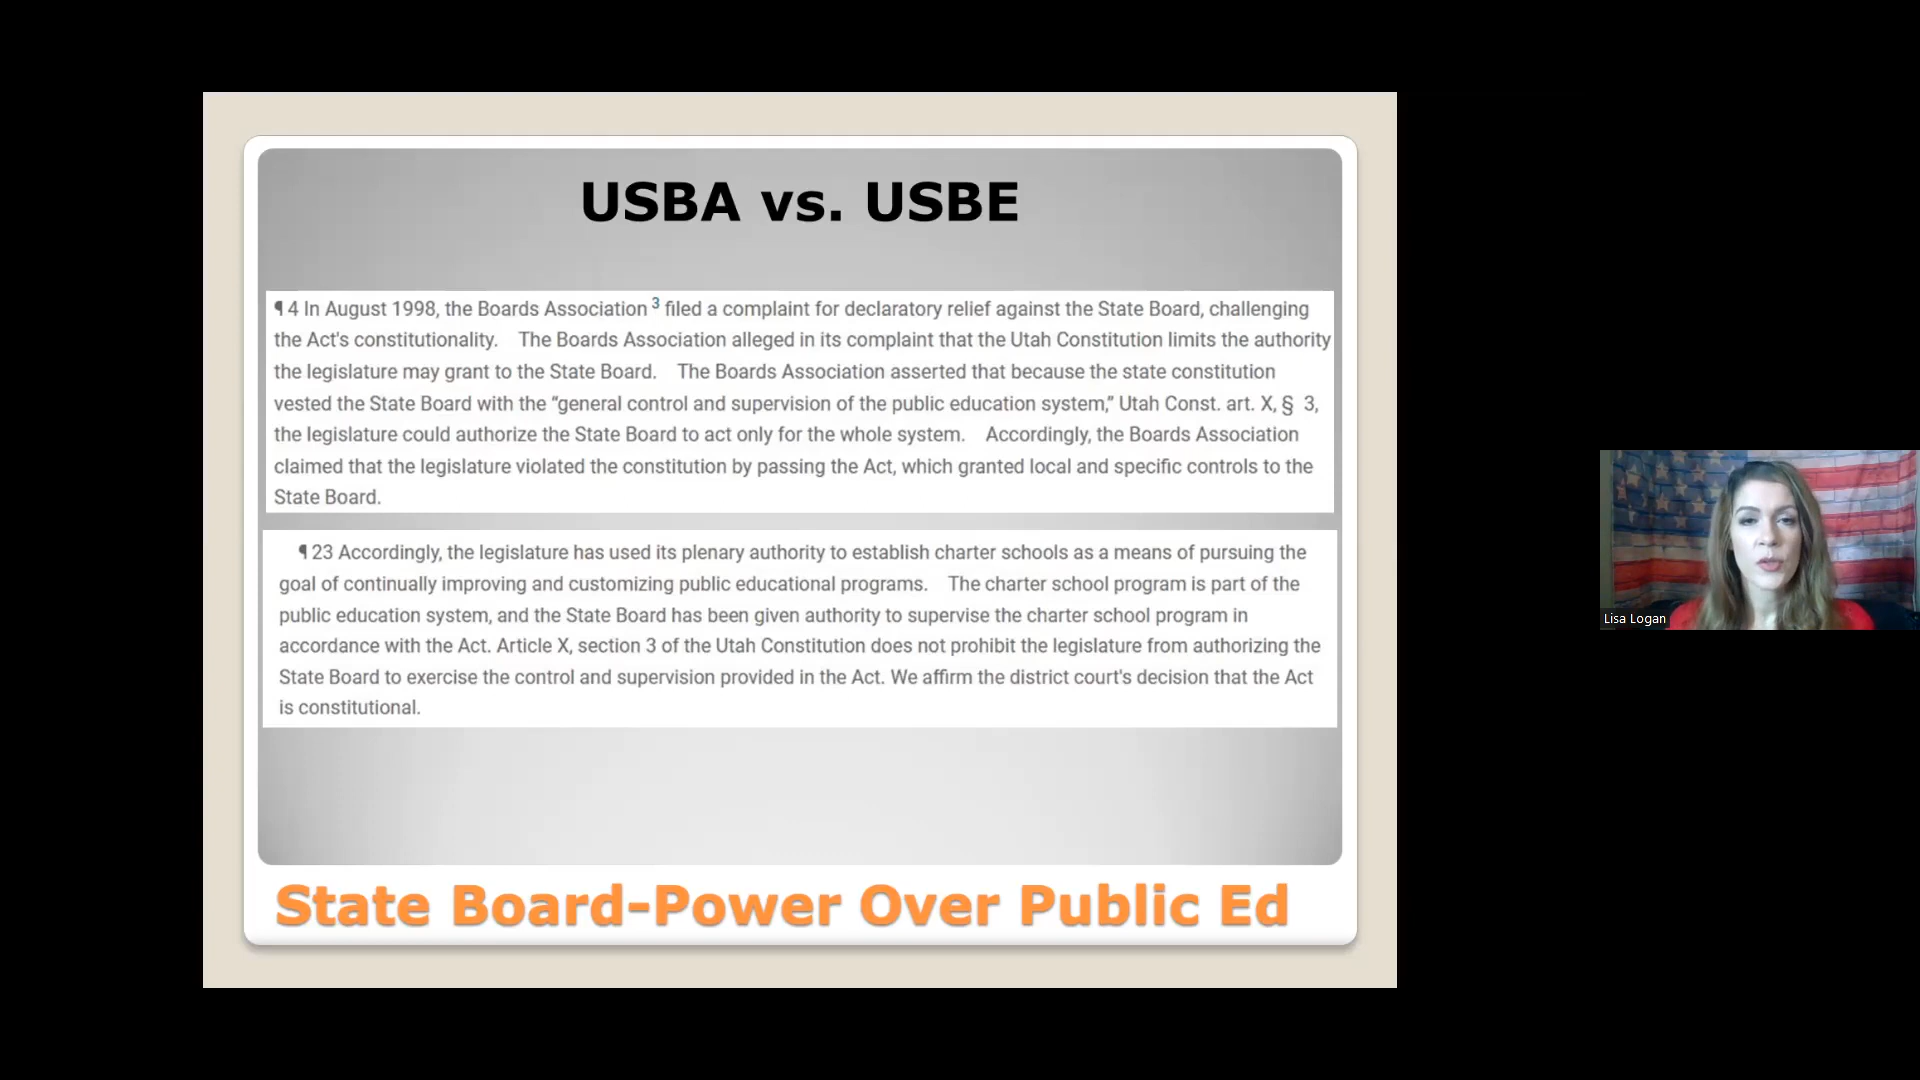 USBA vs. USBE
¶ 4 In August 1998, the Boards Association 3 filed a complaint for declaratory relief against the State Board, challenging
the Act's constitutionality. The Boards Association alleged in its complaint that the Utah Constitution limits the authority
the legislature may grant to the State Board. The Boards Association asserted that because the state constitution
vested the State Board with the “general control and supervision of the public education system,” Utah Const. art. X, § 3,
the legislature could authorize the State Board to act only for the whole system. Accordingly, the Boards Association
claimed that the legislature violated the constitution by passing the Act, which granted local and specific controls to the
State Board.
¶ 23 Accordingly, the legislature has used its plenary authority to establish charter schools as a means of pursuing the
goal of continually improving and customizing public educational programs. The charter school program is part of the
public education system, and the State Board has been given authority to supervise the charter school program in
accordance with the Act. Article X, section 3 of the Utah Constitution does not prohibit the legislature from authorizing the
State Board to exercise the control and supervision provided in the Act. We affirm the district court's decision that the Act
is constitutional.
State Board-Power Over Public Ed
Lisa Logan